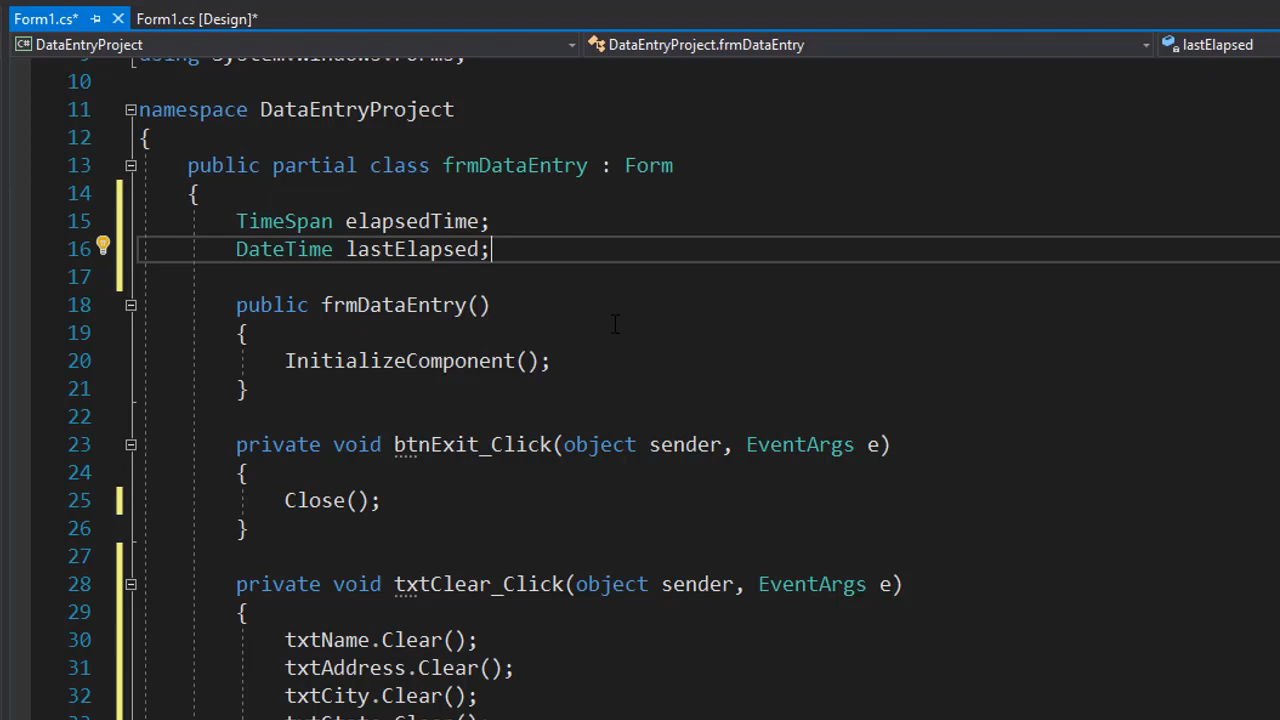 Form1.cs* Form1.cs [Design]*
C# DataEntryProject DataEntryProject.frmDataEntry lastElapsed
10
11 namespace DataEntryProject
12 {
13 public partial class frmDataEntry : Form
14 {
15 TimeSpan elapsedTime;
16 DateTime lastElapsed;
17
18 public frmDataEntry()
19 {
20 InitializeComponent();
21 }
22
23 private void btnExit_Click(object sender, EventArgs e)
24 {
25 Close();
26 }
27
28 private void txtClear_Click(object sender, EventArgs e)
29 {
30 txtName.Clear();
31 txtAddress.Clear();
32 txtCity.Clear();